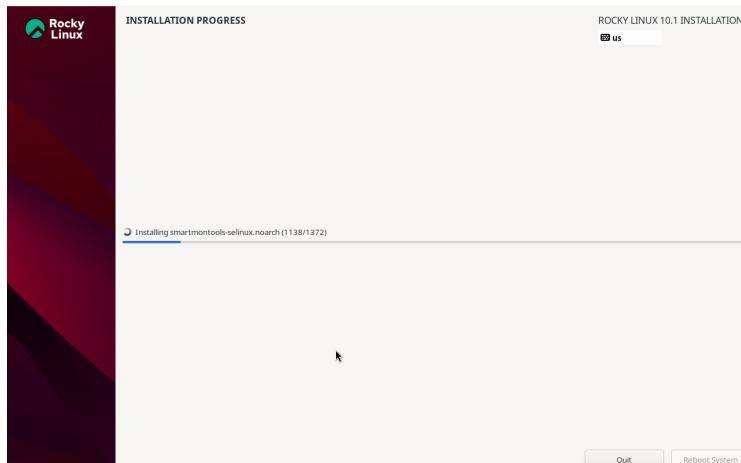 Rocky
Linux
INSTALLATION PROGRESS
ROCKY LINUX 10.1 INSTALLATION
us
Installing smartmontools-selinux.noarch (1138/1372)
Quit
Reboot System